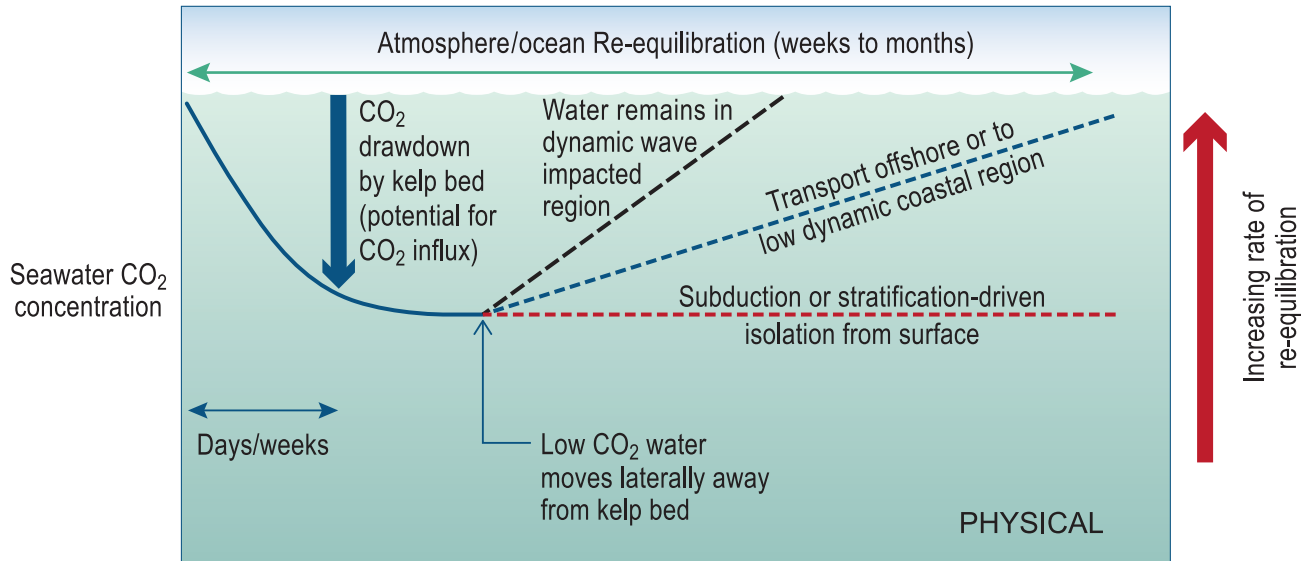 Atmosphere/ocean Re-equilibration (weeks to months)
CO₂
drawdown
by kelp bed
(potential for
CO₂ influx)
Water remains in
dynamic wave
impacted
region
Transport offshore or to
low dynamic coastal region
Seawater CO₂
concentration
Subduction or stratification-driven
isolation from surface
Increasing rate of
re-equilibration
Days/weeks
Low CO₂ water
moves laterally away
from kelp bed
PHYSICAL